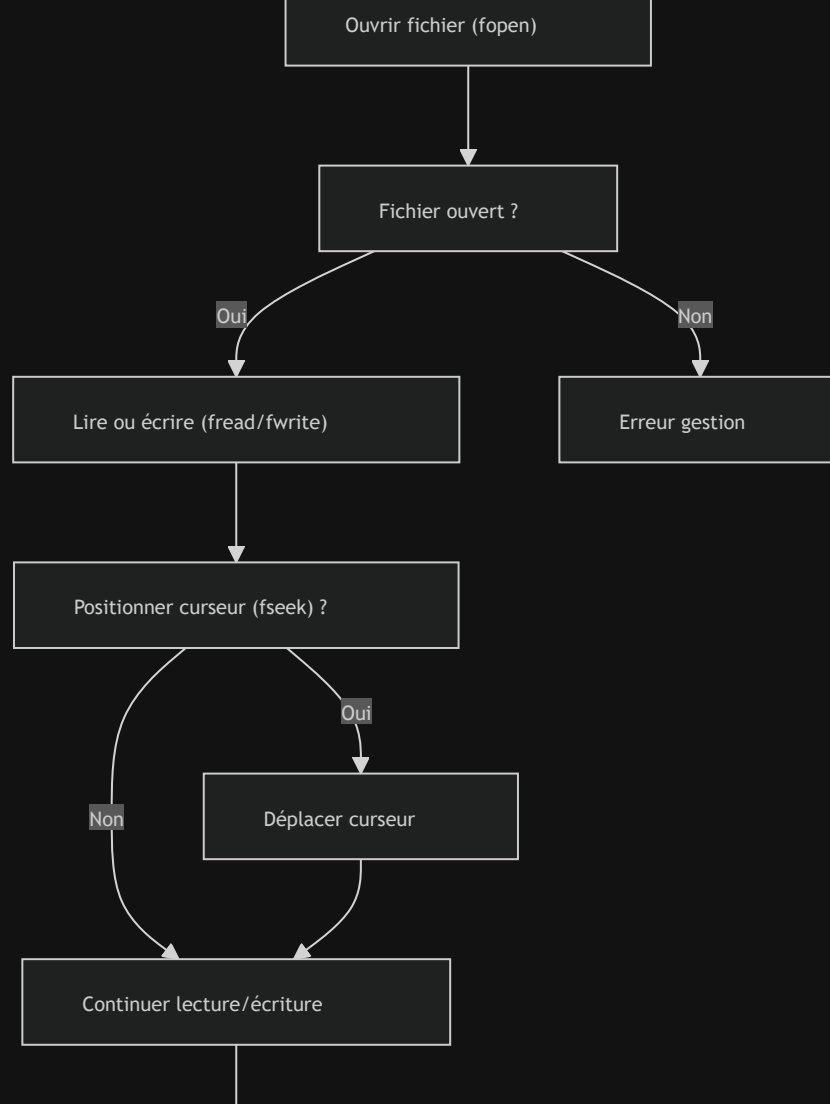 Ouvrir fichier (fopen)
Fichier ouvert ?
Oui
Non
Lire ou écrire (fread/fwrite)
Erreur gestion
Positionner curseur (fseek) ?
Oui
Non
Déplacer curseur
Continuer lecture/écriture